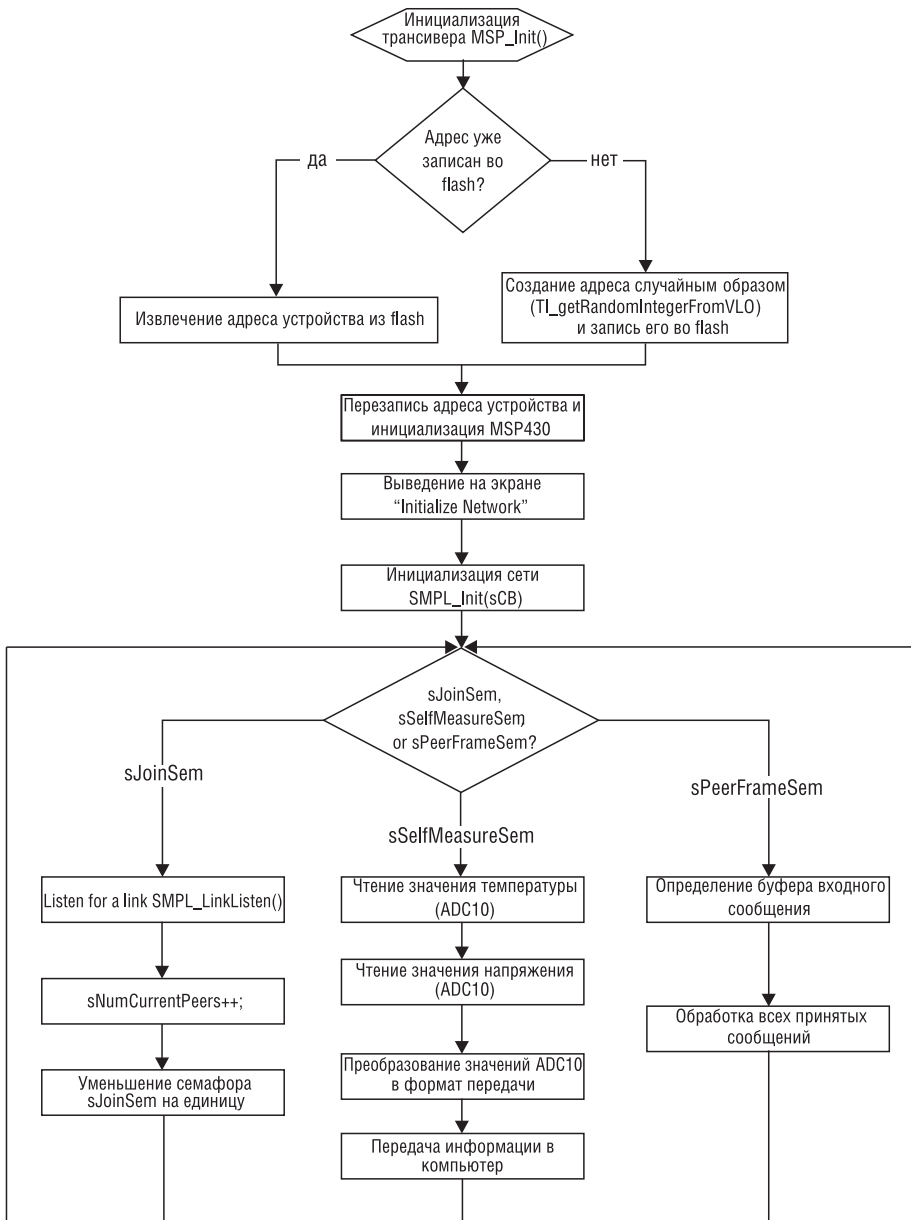 Инициализация
трансивера MSP_Init()
Адрес уже
записан во
flash?
да
нет
Извлечение адреса устройства из flash
Создание адреса случайным образом
(TI_getRandomIntegerFromVLO)
и запись его во flash
Перезапись адреса устройства и
инициализация MSP430
Выведение на экране
“Initialize Network”
Инициализация сети
SMPL_Init(sCB)
sJoinSem,
sSelfMeasureSem,
or sPeerFrameSem?
sJoinSem
sSelfMeasureSem
sPeerFrameSem
Listen for a link SMPL_LinkListen()
sNumCurrentPeers++;
Уменьшение семафора
sJoinSem на единицу
Чтение значения температуры
(ADC10)
Чтение значения напряжения
(ADC10)
Преобразование значений ADC10
в формат передачи
Передача информации в
компьютер
Определение буфера входного
сообщения
Обработка всех принятых
сообщений